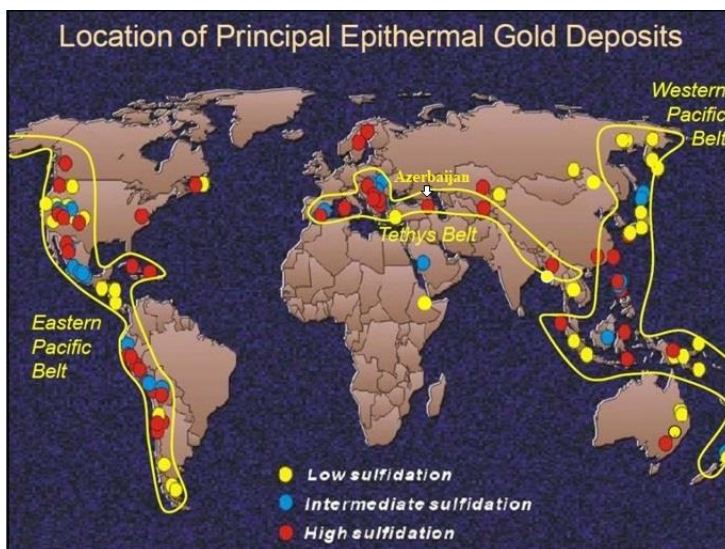 Location of Principal Epithermal Gold Deposits
Western
Pacific
Belt
Azerbaijan
Tethys Belt
Eastern
Pacific
Belt
Low sulfidation
Intermediate sulfidation
High sulfidation